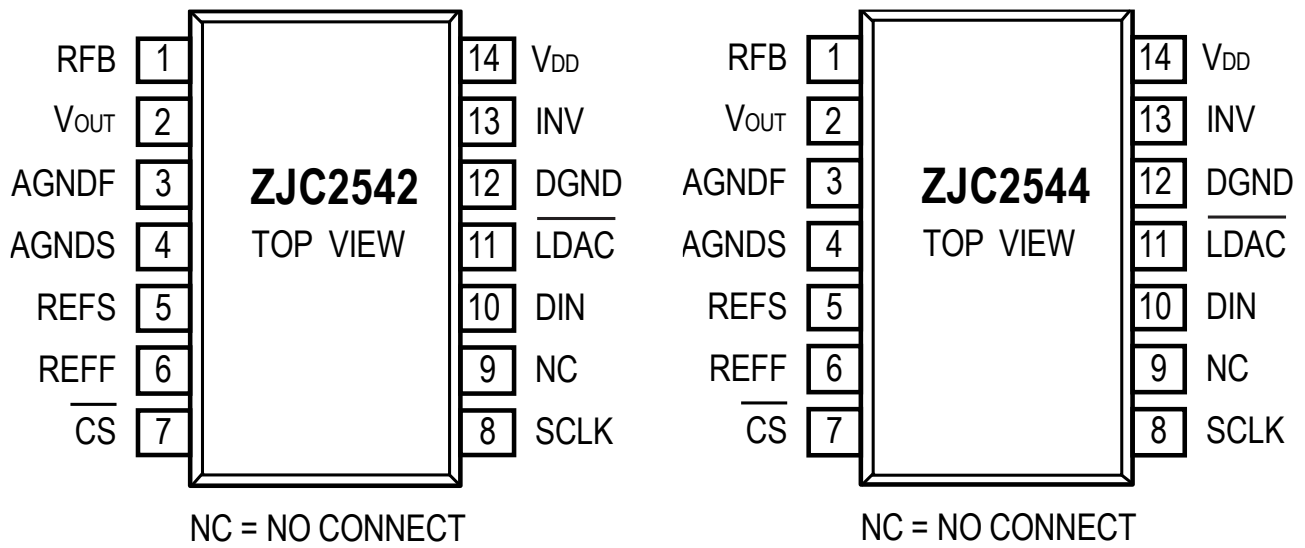 RFB 1 14 VDD
VOUT 2 13 INV
AGNDF 3 12 DGND
AGNDS 4 11 LDAC
REFS 5 10 DIN
REFF 6 9 NC
CS 7 8 SCLK
ZJC2542
TOP VIEW
NC = NO CONNECT
RFB 1 14 VDD
VOUT 2 13 INV
AGNDF 3 12 DGND
AGNDS 4 11 LDAC
REFS 5 10 DIN
REFF 6 9 NC
CS 7 8 SCLK
ZJC2544
TOP VIEW
NC = NO CONNECT